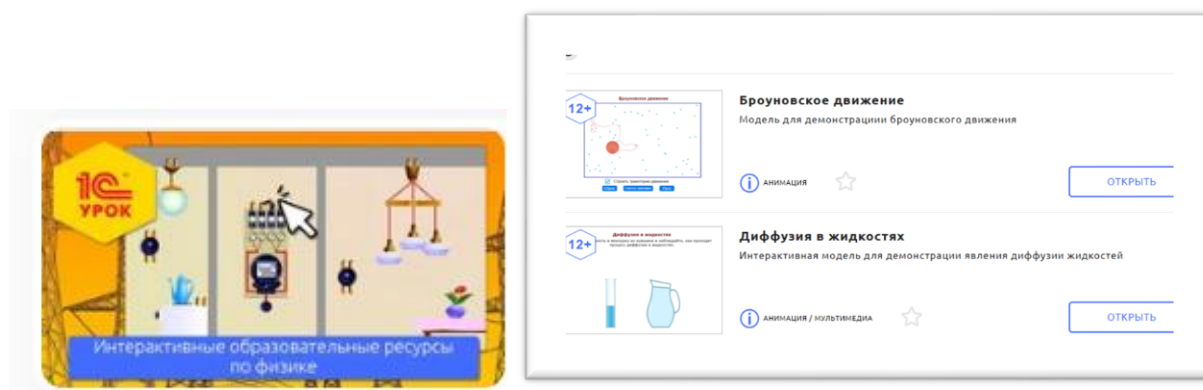 1С
УРОК
Интерактивные образовательные ресурсы
по физике
12+
Броуновское движение
Броуновское движение
Модель для демонстрациии броуновского движения
АНИМАЦИЯ
ОТКРЫТЬ
12+
Диффузия в жидкостях
Диффузия в жидкостях
Интерактивная модель для демонстрации явления диффузии жидкостей
АНИМАЦИЯ / МУЛЬТИМЕДИА
ОТКРЫТЬ